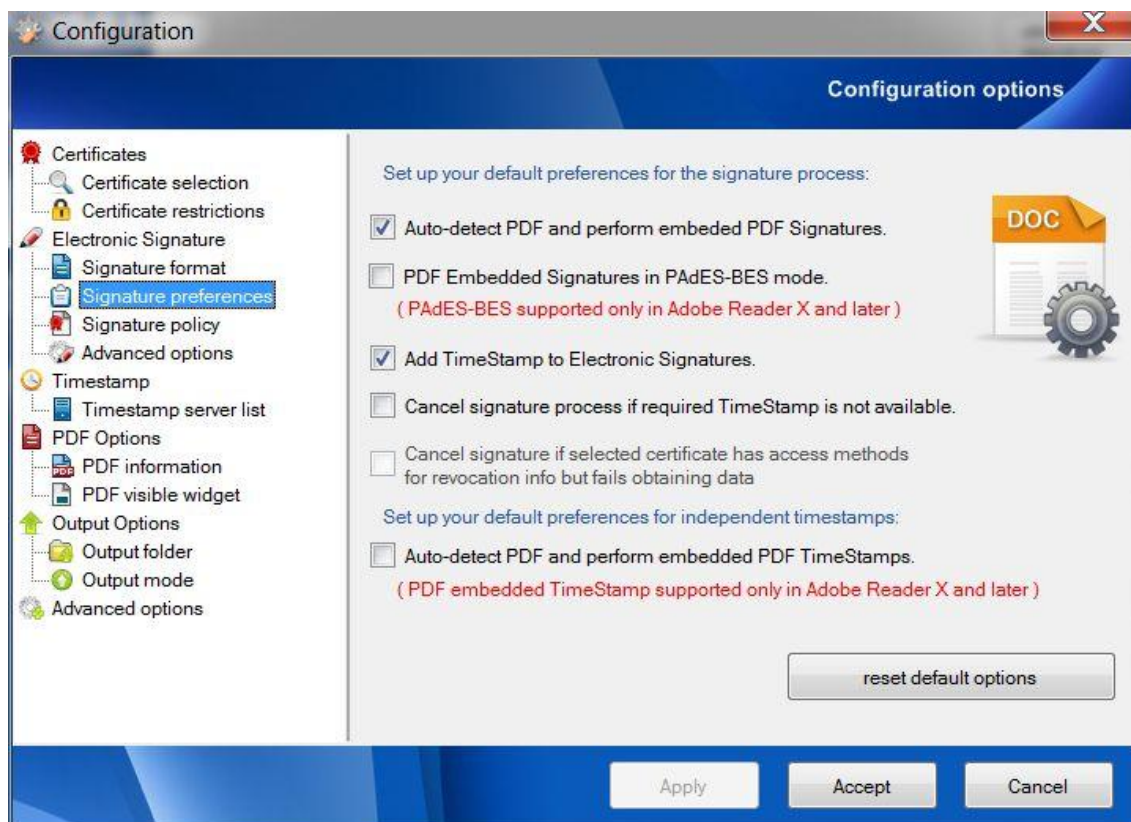 Configuration
X
Configuration options
Certificates
Certificate selection
Certificate restrictions
Electronic Signature
Signature format
Signature preferences
Signature policy
Advanced options
Timestamp
Timestamp server list
PDF Options
PDF information
PDF visible widget
Output Options
Output folder
Output mode
Advanced options
Set up your default preferences for the signature process:
Auto-detect PDF and perform embeded PDF Signatures.
PDF Embedded Signatures in PAdES-BES mode.
( PAdES-BES supported only in Adobe Reader X and later )
Add TimeStamp to Electronic Signatures.
Cancel signature process if required TimeStamp is not available.
Cancel signature if selected certificate has access methods
for revocation info but fails obtaining data
Set up your default preferences for independent timestamps:
Auto-detect PDF and perform embedded PDF TimeStamps.
( PDF embedded TimeStamp supported only in Adobe Reader X and later )
DOC
reset default options
Apply
Accept
Cancel